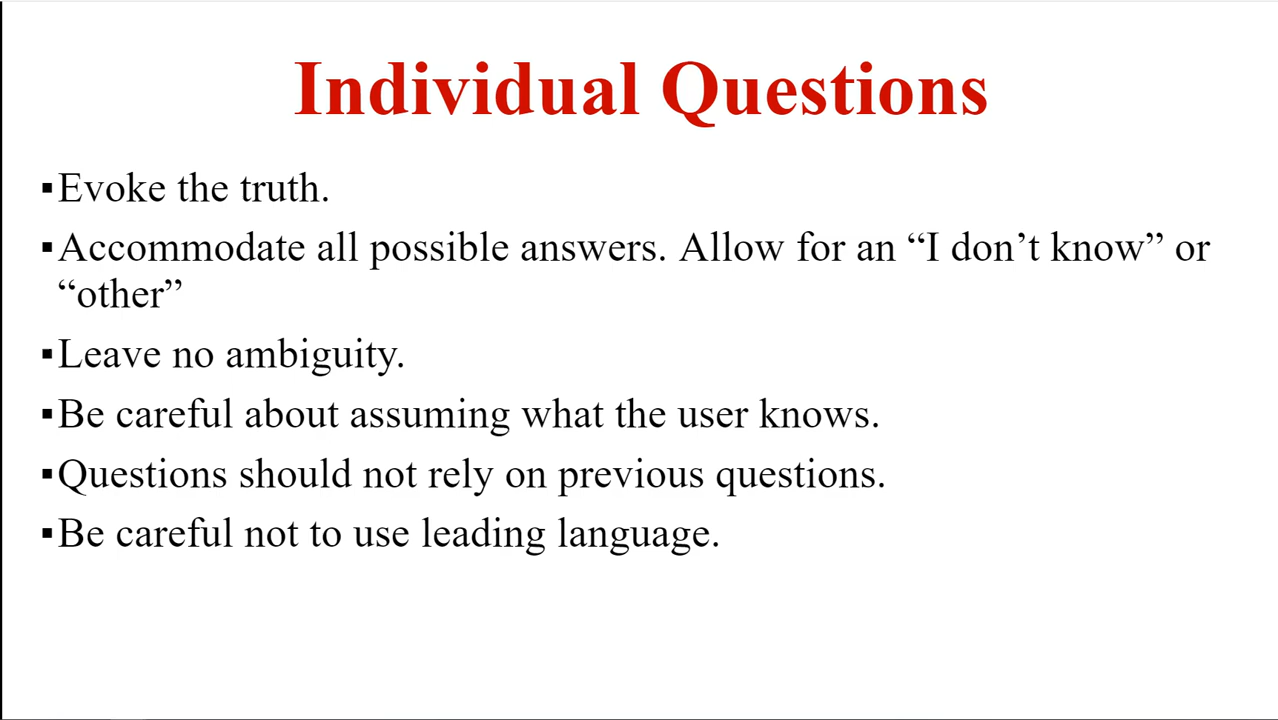 Individual Questions
▪Evoke the truth.
▪Accommodate all possible answers. Allow for an “I don’t know” or
“other”
▪Leave no ambiguity.
▪Be careful about assuming what the user knows.
▪Questions should not rely on previous questions.
▪Be careful not to use leading language.